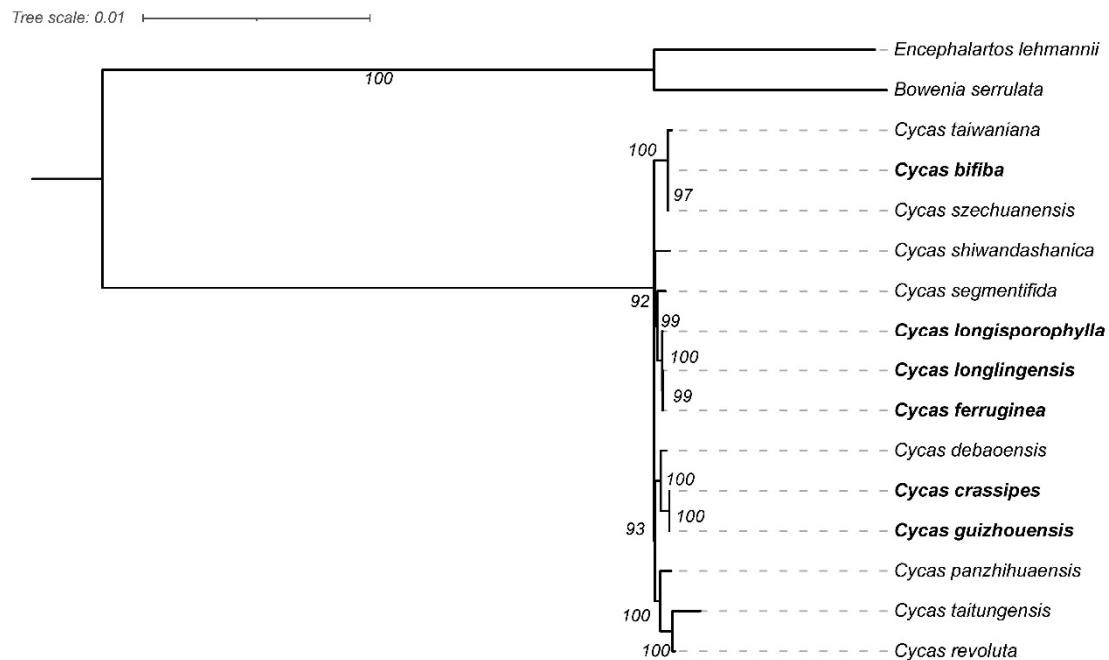 Tree scale: 0.01
Encephalartos lehmannii
100
Bowenia serrulata
Cycas taiwaniana
100
Cycas bifiba
97
Cycas szechuanensis
Cycas shiwandashanica
Cycas segmentifida
92
99
Cycas longisporophylla
100
Cycas longlingensis
99
Cycas ferruginea
Cycas debaoensis
100
Cycas crassipes
100
93
Cycas guizhouensis
Cycas panzhihuaensis
Cycas taitungensis
100
100
Cycas revoluta